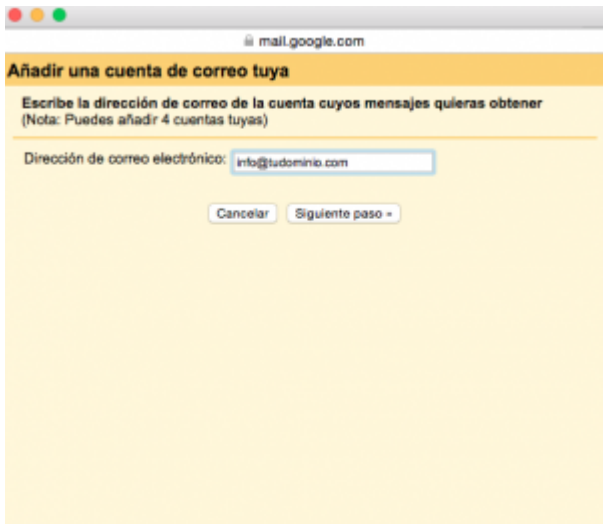 mail.google.com
Añadir una cuenta de correo tuya
Escribe la dirección de correo de la cuenta cuyos mensajes quieras obtener
(Nota: Puedes añadir 4 cuentas tuyas)
Dirección de correo electrónico: info@tudominio.com
Cancelar Siguiente paso »